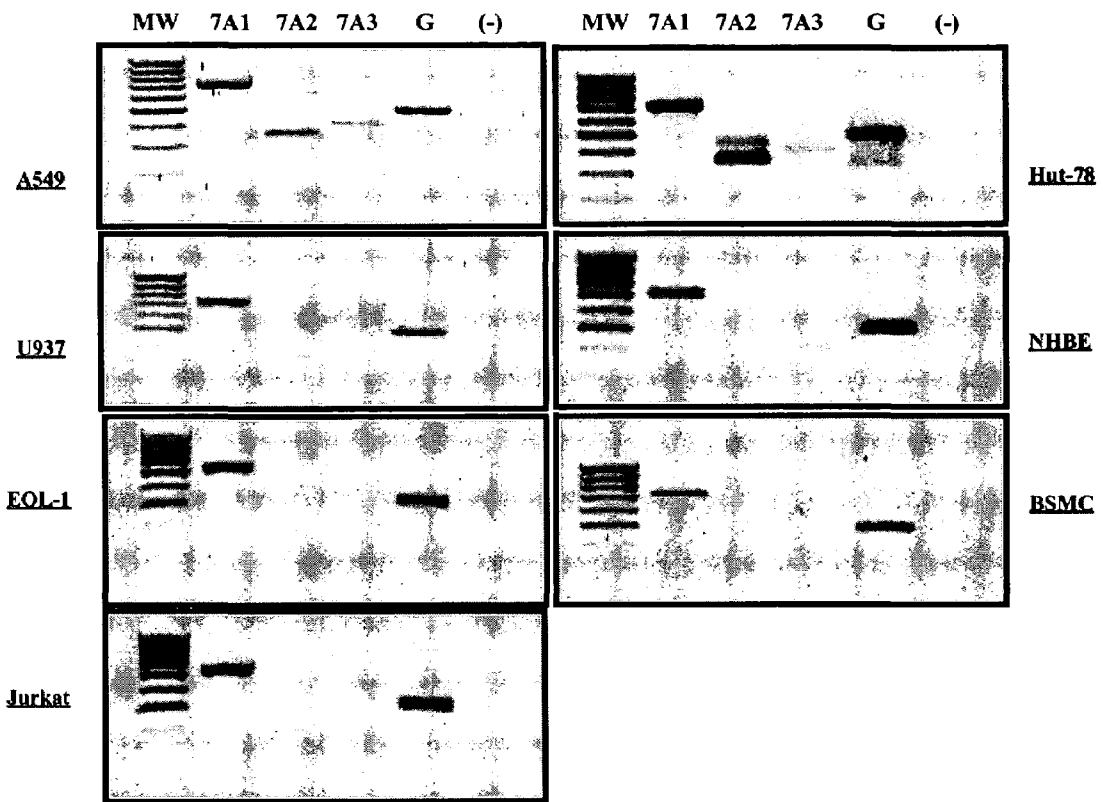 MW 7A1 7A2 7A3 G (-) MW 7A1 7A2 7A3 G (-)
A549
Hut-78
U937
NHBE
EOL-1
BSMC
Jurkat